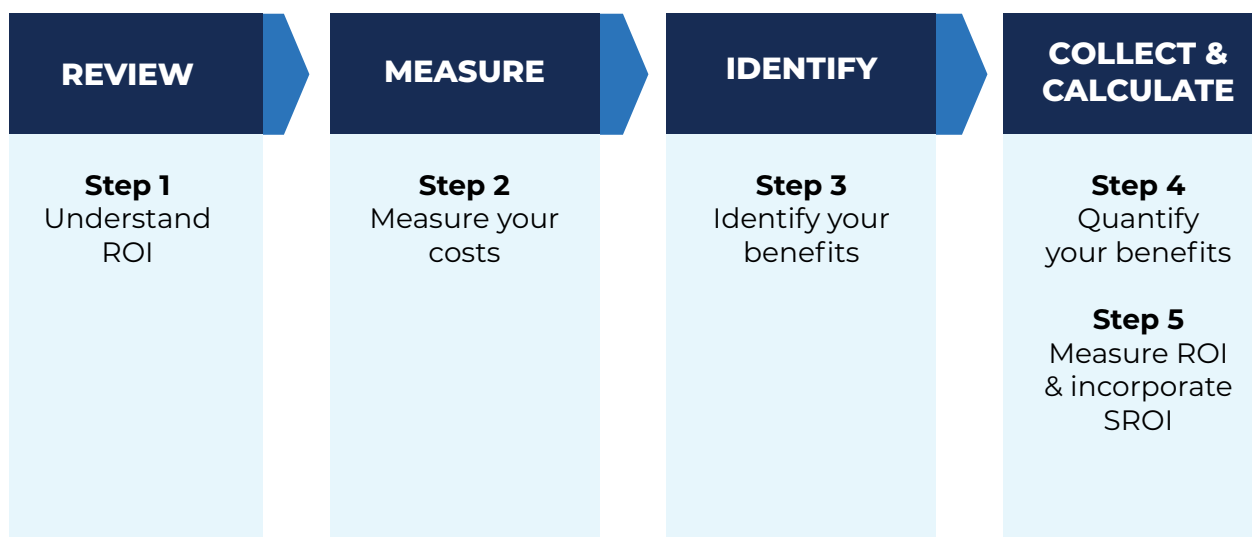 REVIEW
Step 1
Understand
ROI
MEASURE
Step 2
Measure your
costs
IDENTIFY
Step 3
Identify your
benefits
COLLECT &
CALCULATE
Step 4
Quantify
your benefits
Step 5
Measure ROI
& incorporate
SROI